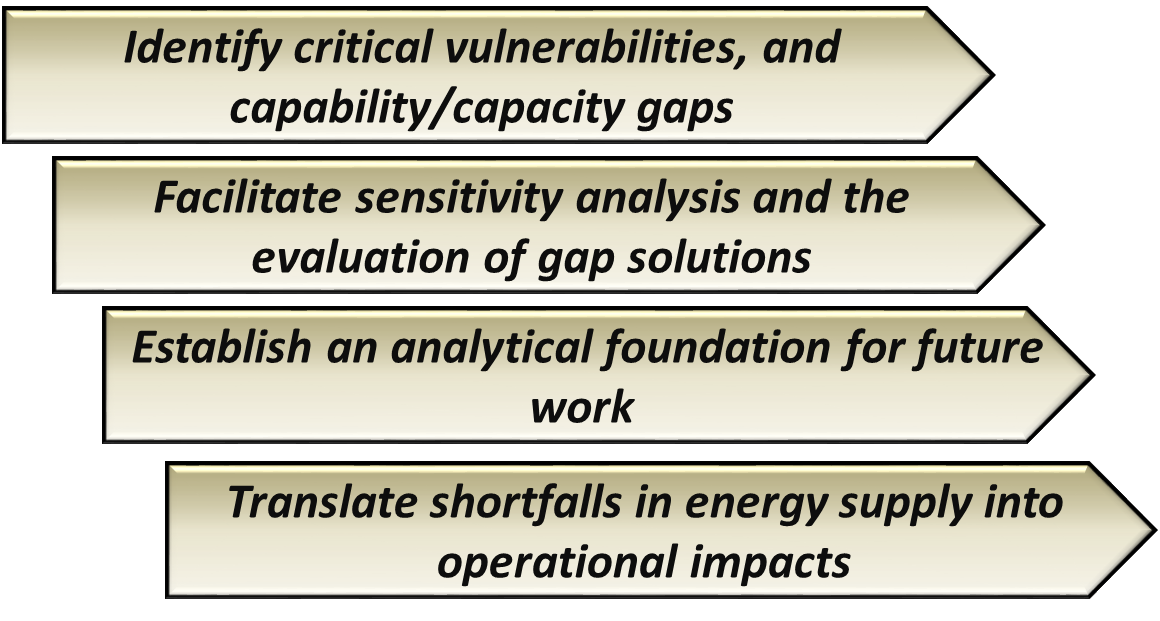 Identify critical vulnerabilities, and
capability/capacity gaps
Facilitate sensitivity analysis and the
evaluation of gap solutions
Establish an analytical foundation for future
work
Translate shortfalls in energy supply into
operational impacts